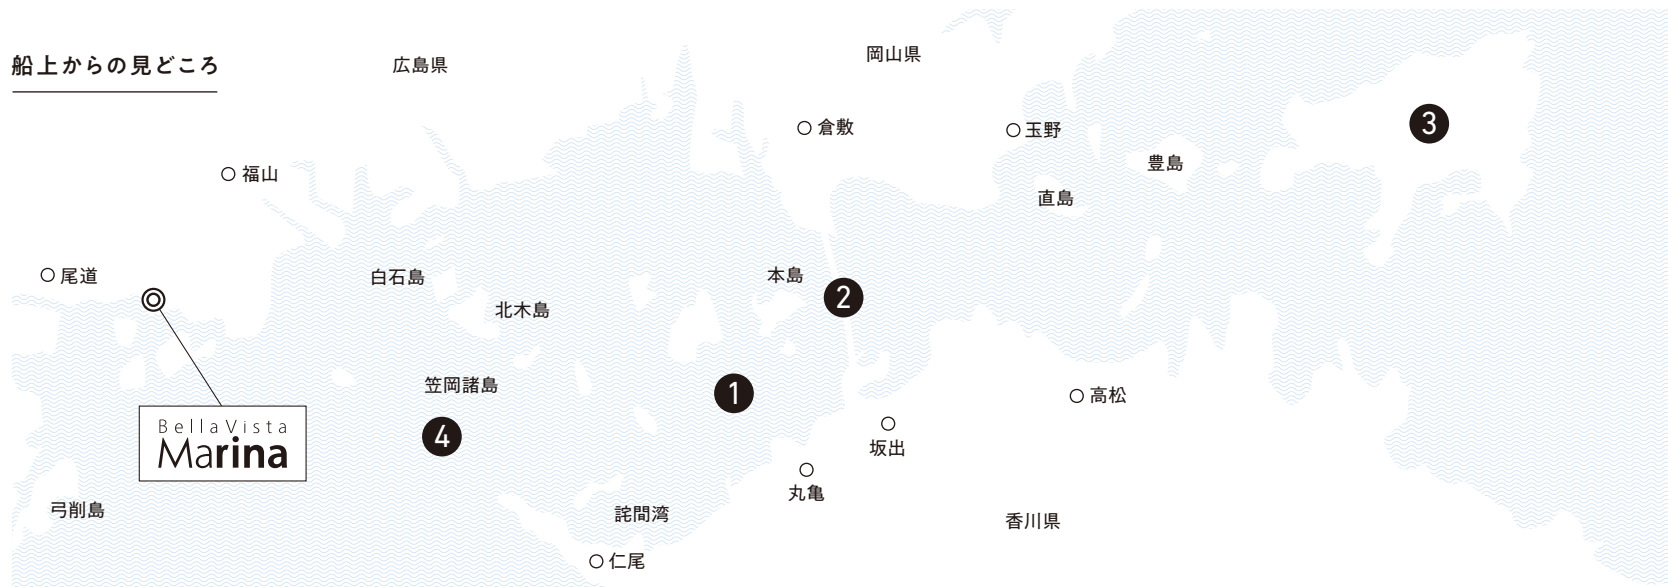 船上からの見どころ
広島県
岡山県
倉敷
玉野
3
豊島
福山
直島
尾道
白石島
本島
2
北木島
笠岡諸島
1
高松
BellaVista
Marina
4
坂出
丸亀
弓削島
詫間湾
香川県
仁尾